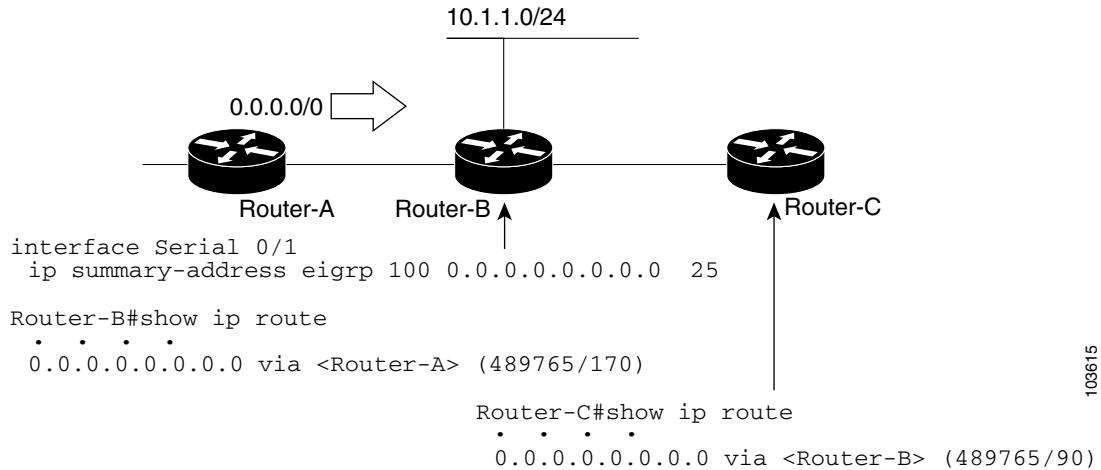 10.1.1.0/24
0.0.0.0/0
Router-A
Router-B
Router-C
interface Serial 0/1
ip summary-address eigrp 100 0.0.0.0.0.0.0.0  25
Router-B#show ip route
. . . .
0.0.0.0.0.0.0.0 via <Router-A> (489765/170)
Router-C#show ip route
. . . .
0.0.0.0.0.0.0.0 via <Router-B> (489765/90)
103615